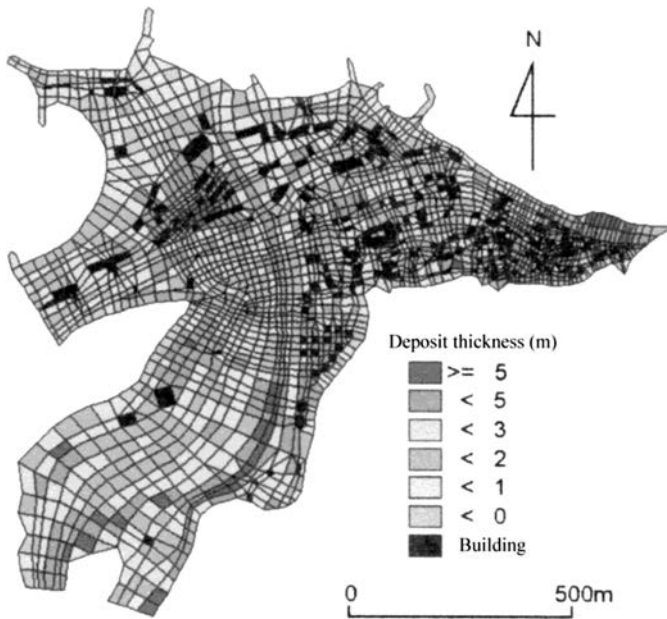 N
Deposit thickness (m)
>= 5
< 5
< 3
< 2
< 1
< 0
Building
0 500m